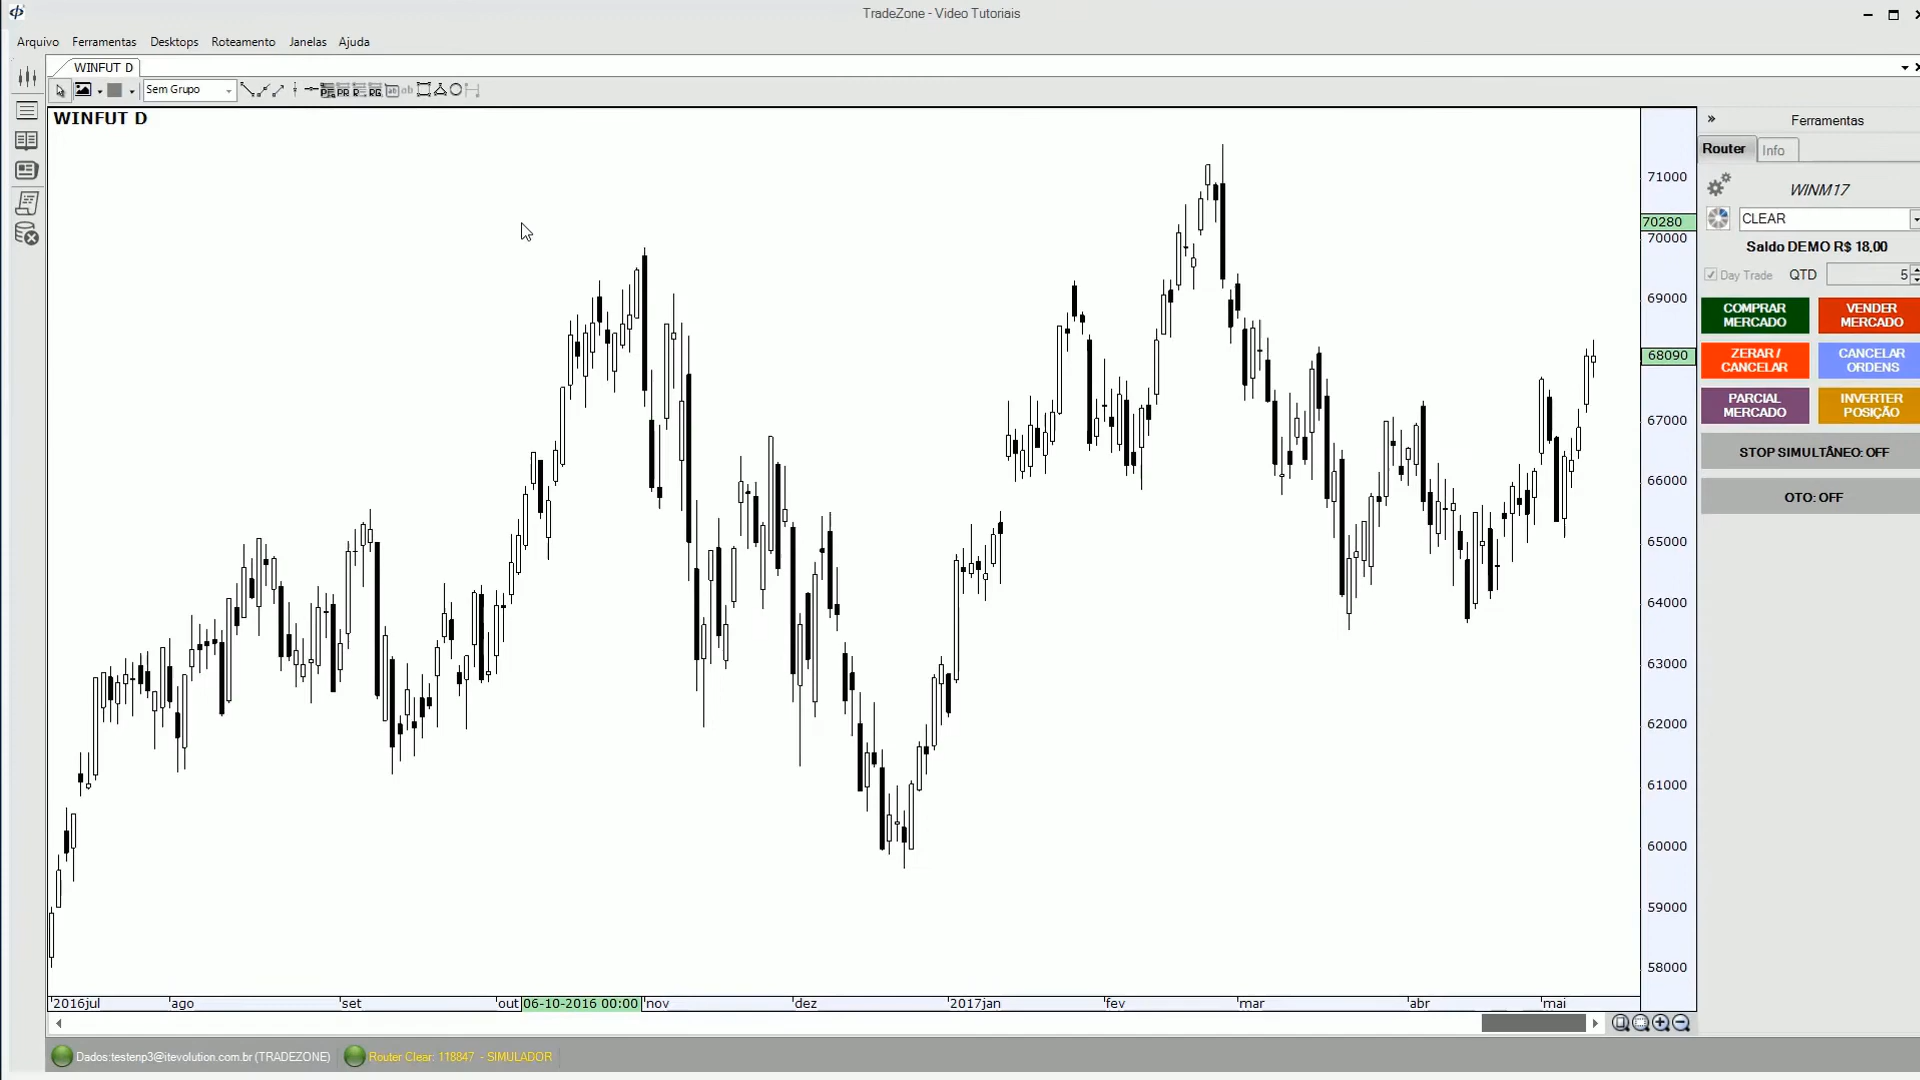 TradeZone - Video Tutoriais
Arquivo Ferramentas Desktops Roteamento Janelas Ajuda
WINFUT D
Sem Grupo
WINFUT D
Ferramentas
Router Info
WINM17
CLEAR
Saldo DEMO R$ 18,00
Day Trade QTD 5
COMPRAR
MERCADO
VENDER
MERCADO
ZERAR /
CANCELAR
CANCELAR
ORDENS
PARCIAL
MERCADO
INVERTER
POSIÇÃO
STOP SIMULTÂNEO: OFF
OTO: OFF
71000
70280
70000
69000
68090
67000
66000
65000
64000
63000
62000
61000
60000
59000
58000
2016jul ago set out 06-10-2016 00:00 nov dez 2017jan fev mar abr mai
Dados:testenp3@itevolution.com.br (TRADEZONE) Router Clear: 118847 - SIMULADOR